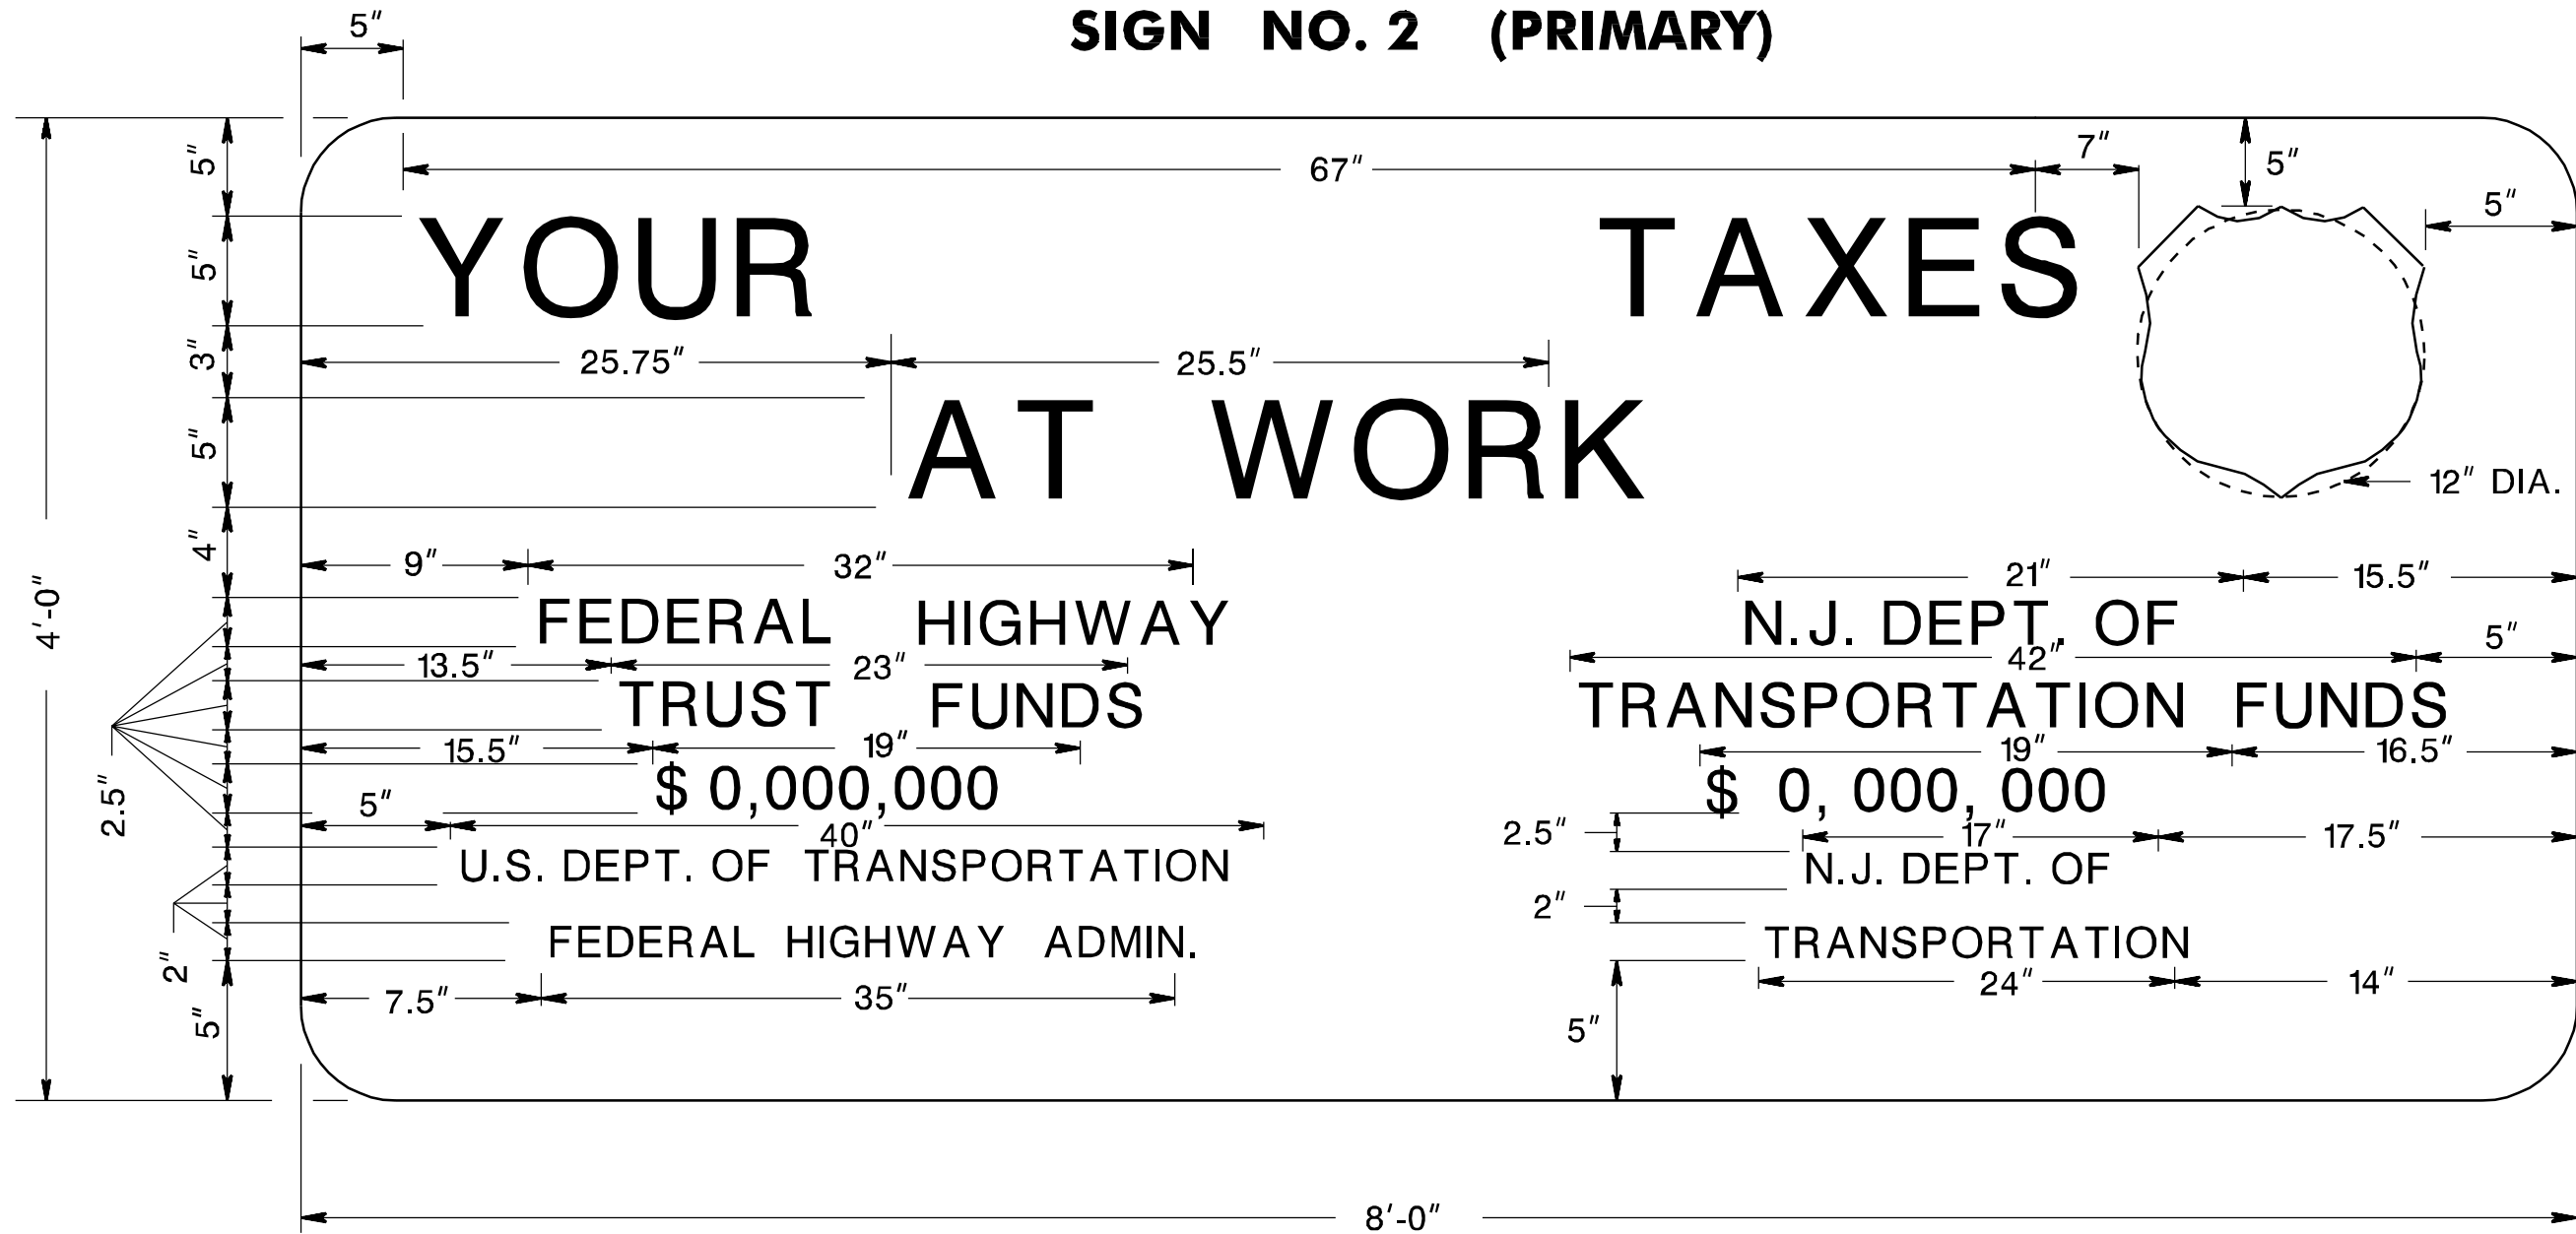 SIGN NO. 2 (PRIMARY)
5"
67"
7"
5"
5"
5"
YOUR TAXES
5"
3"
25.75" 25.5"
AT WORK
5"
12" DIA.
4"
9" 32" 21" 15.5"
4'-0"
FEDERAL HIGHWAY N.J. DEPT. OF
13.5" 23" 42" 5"
TRUST FUNDS TRANSPORTATION FUNDS
15.5" 19" 19" 16.5"
2.5"
$ 0,000,000 $ 0, 000, 000
5" 40" 2.5" 17" 17.5"
U.S. DEPT. OF TRANSPORTATION N.J. DEPT. OF
2"
2"
FEDERAL HIGHWAY ADMIN. TRANSPORTATION
7.5" 35" 24" 14"
5" 5"
8'-0"